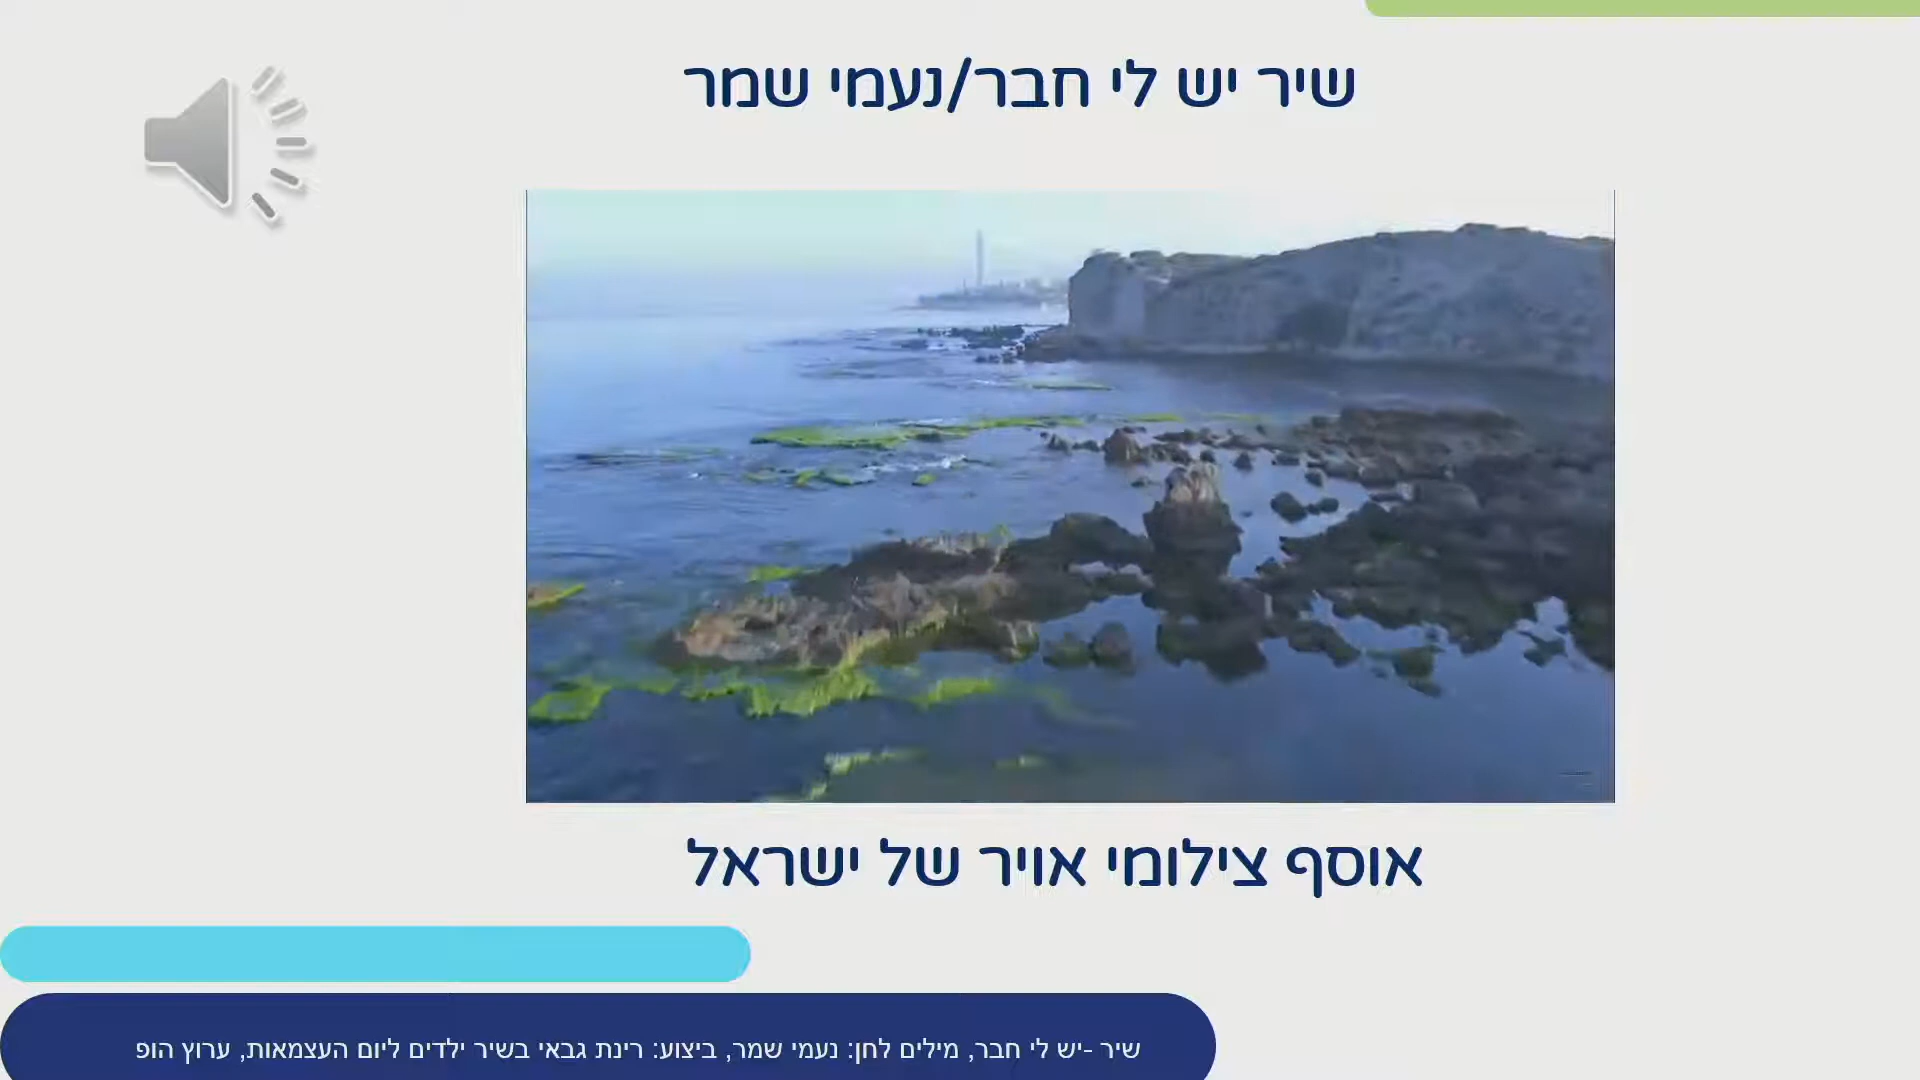 שיר יש לי חבר/נעמי שמר
אוסף צילומי אויר של ישראל
שיר -יש לי חבר, מילים לחן: נעמי שמר, ביצוע: רינת גבאי בשיר ילדים ליום העצמאות, ערוץ הופ